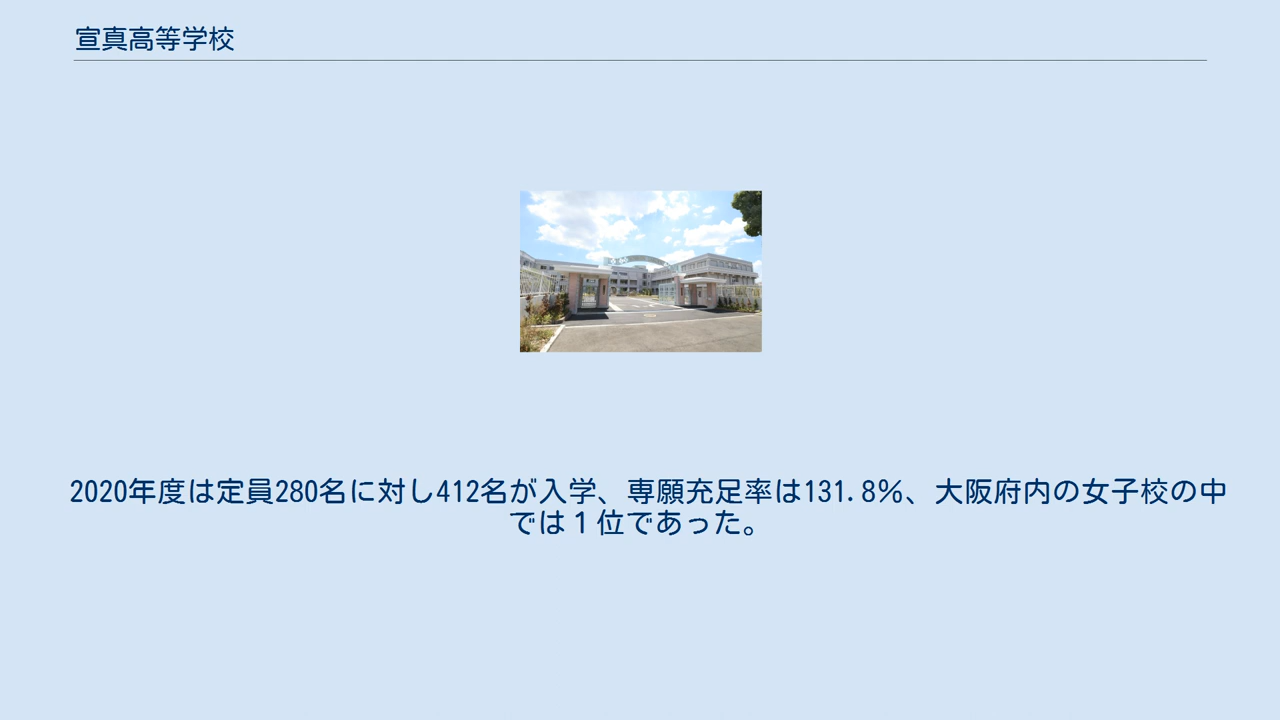 宣真高等学校
2020年度は定員280名に対し412名が入学、専願充足率は131.8%、大阪府内の女子校の中
では１位であった。